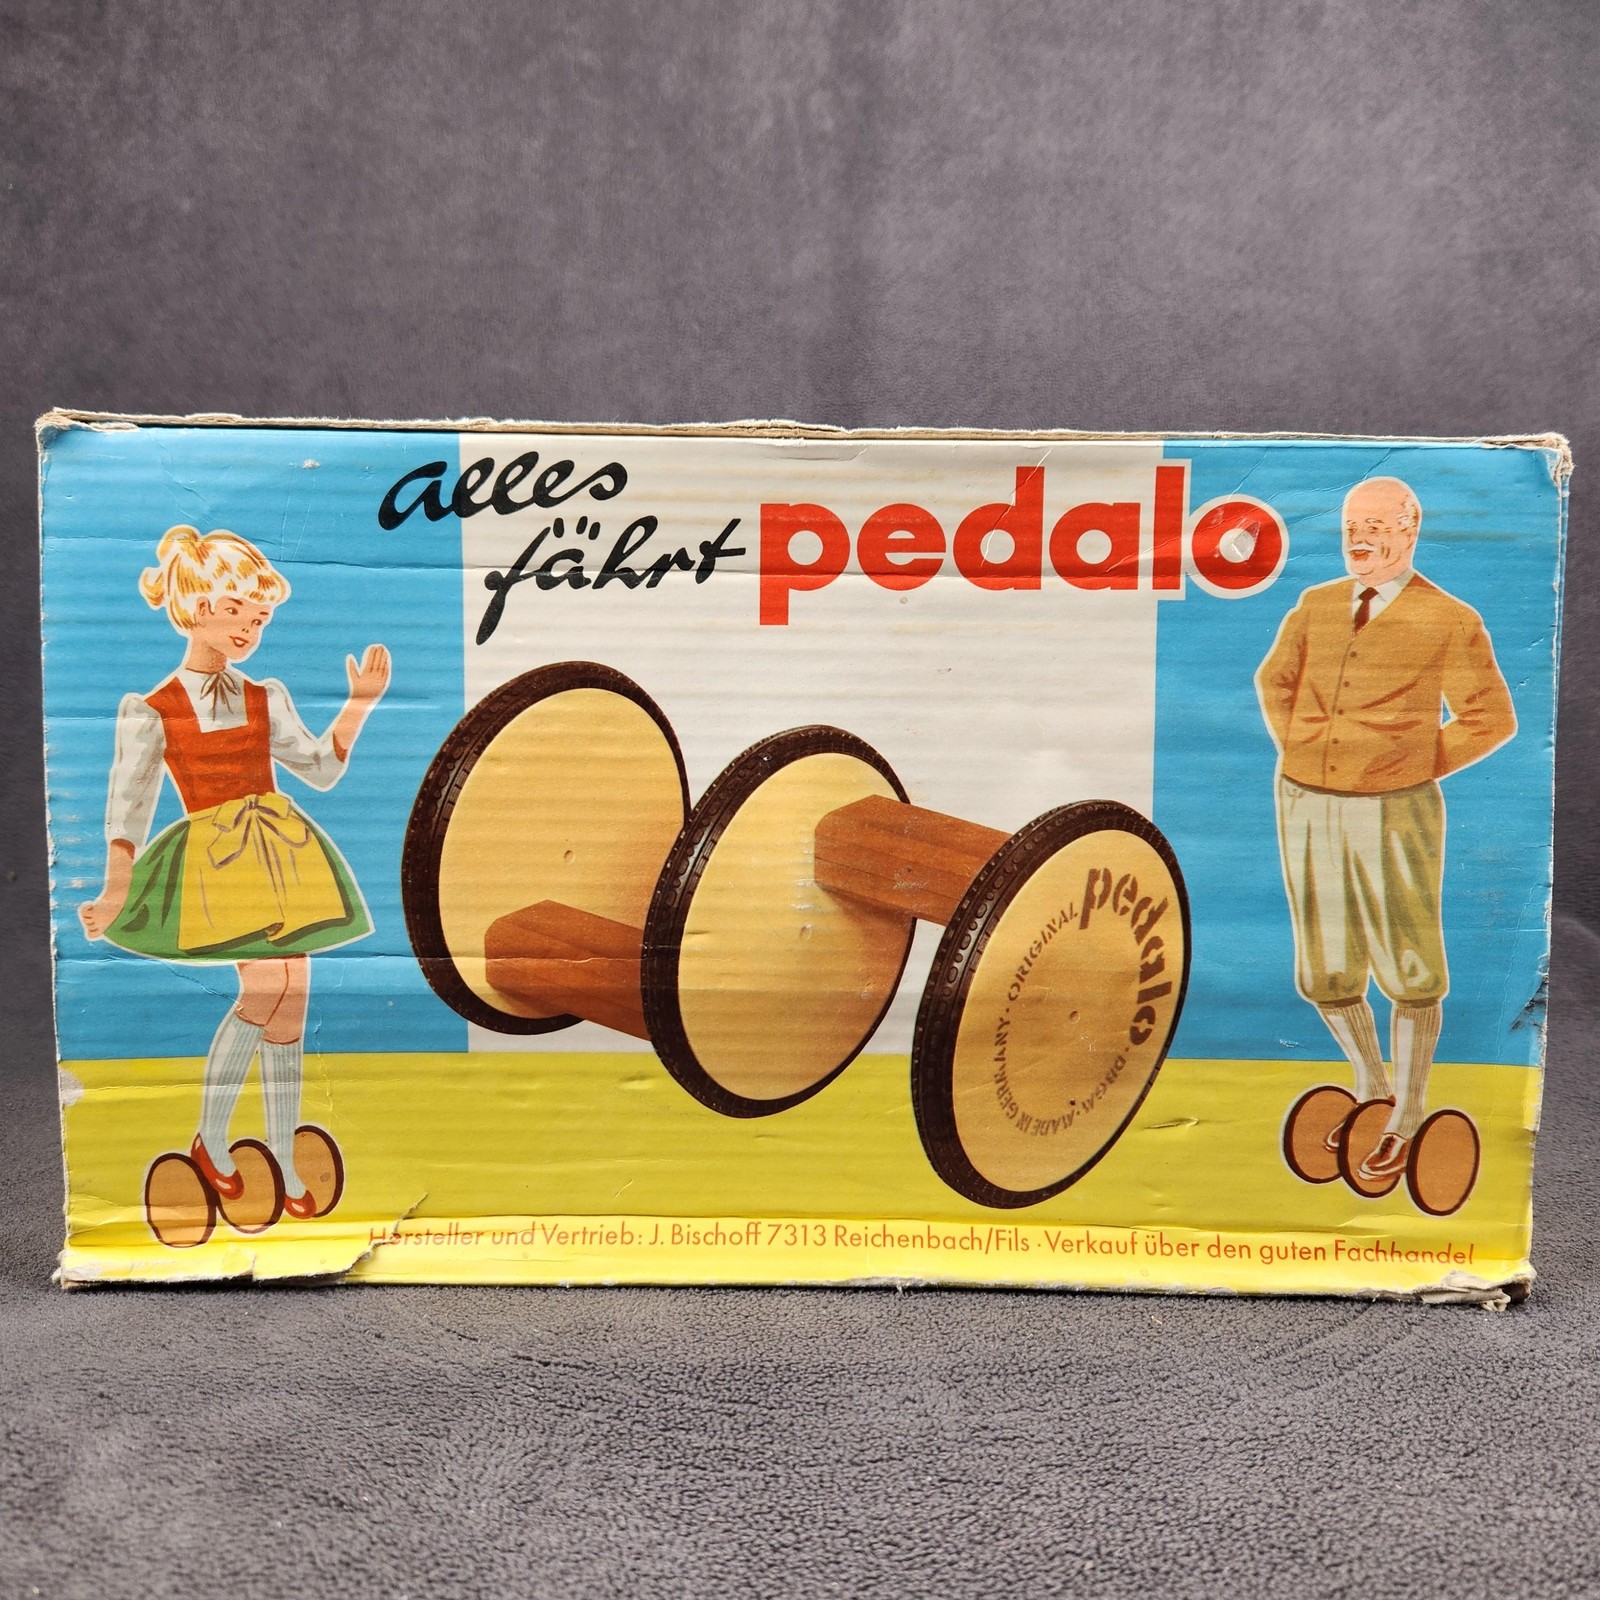 alles
fährt pedalo
pedalo
ORIGINAL
MADE IN GERMANY · ORIGINAL
Hersteller und Vertrieb: J. Bischoff 7313 Reichenbach/Fils · Verkauf über den guten Fachhandel